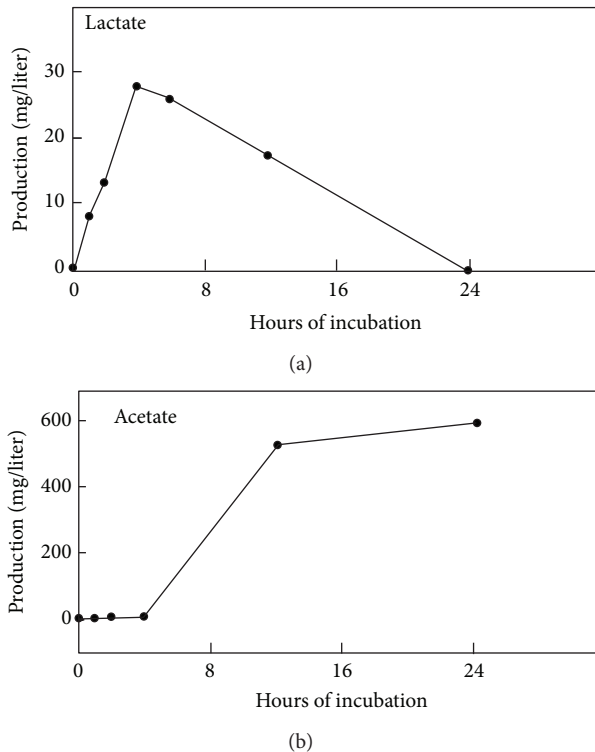 Lactate
Production (mg/liter)
30
20
10
0
0 8 16 24
Hours of incubation
(a)
Acetate
Production (mg/liter)
600
400
200
0
0 8 16 24
Hours of incubation
(b)